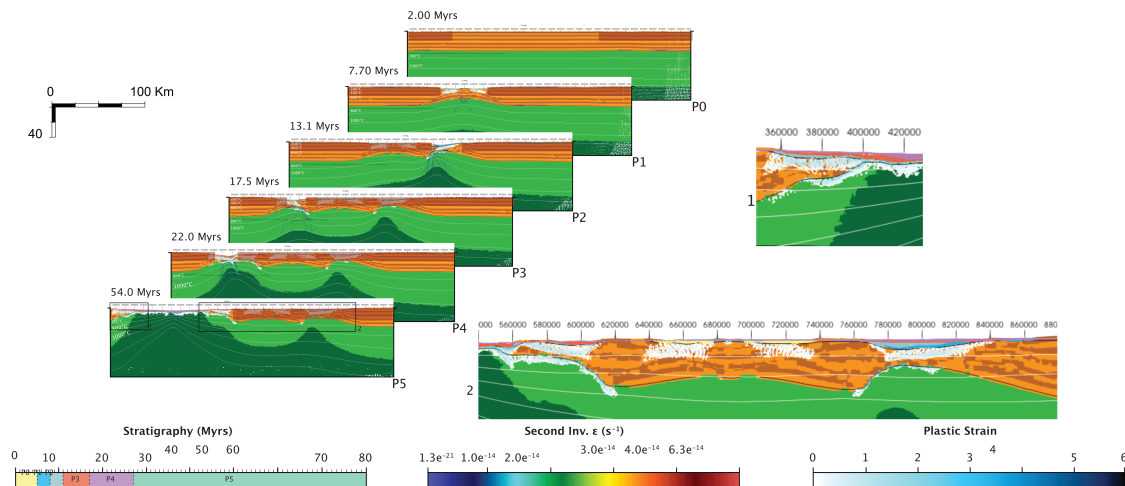 2.00 Myrs
P0
7.70 Myrs
P1
13.1 Myrs
P2
17.5 Myrs
P3
22.0 Myrs
1000°C
P4
54.0 Myrs
2
P5
0 100 Km
40
360000 380000 400000 420000
1
000 560000 580000 600000 620000 640000 660000 680000 700000 720000 740000 760000 780000 800000 820000 840000 860000 880
2
Stratigraphy (Myrs)
0 10 20 30 40 50 60 70 80
P0 P1 P2 P3 P4 P5
Second Inv. ε (s⁻¹)
1.3e⁻²¹ 1.0e⁻¹⁴ 2.0e⁻¹⁴ 3.0e⁻¹⁴ 4.0e⁻¹⁴ 6.3e⁻¹⁴
Plastic Strain
0 1 2 3 4 5 6